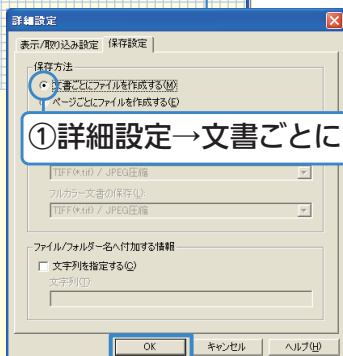 詳細設定
表示/取り込み設定 保存設定
保存方法
文書ごとにファイルを作成する(M)
ページごとにファイルを作成する(E)
①詳細設定→文書ごとに
TIFF(*.tif) / JPEG圧縮
フルカラー文書の保存(L):
TIFF(*.tif) / JPEG圧縮
ファイル/フォルダー名へ付加する情報
文字列を指定する(C)
文字列(T):
OK キャンセル ヘルプ(H)